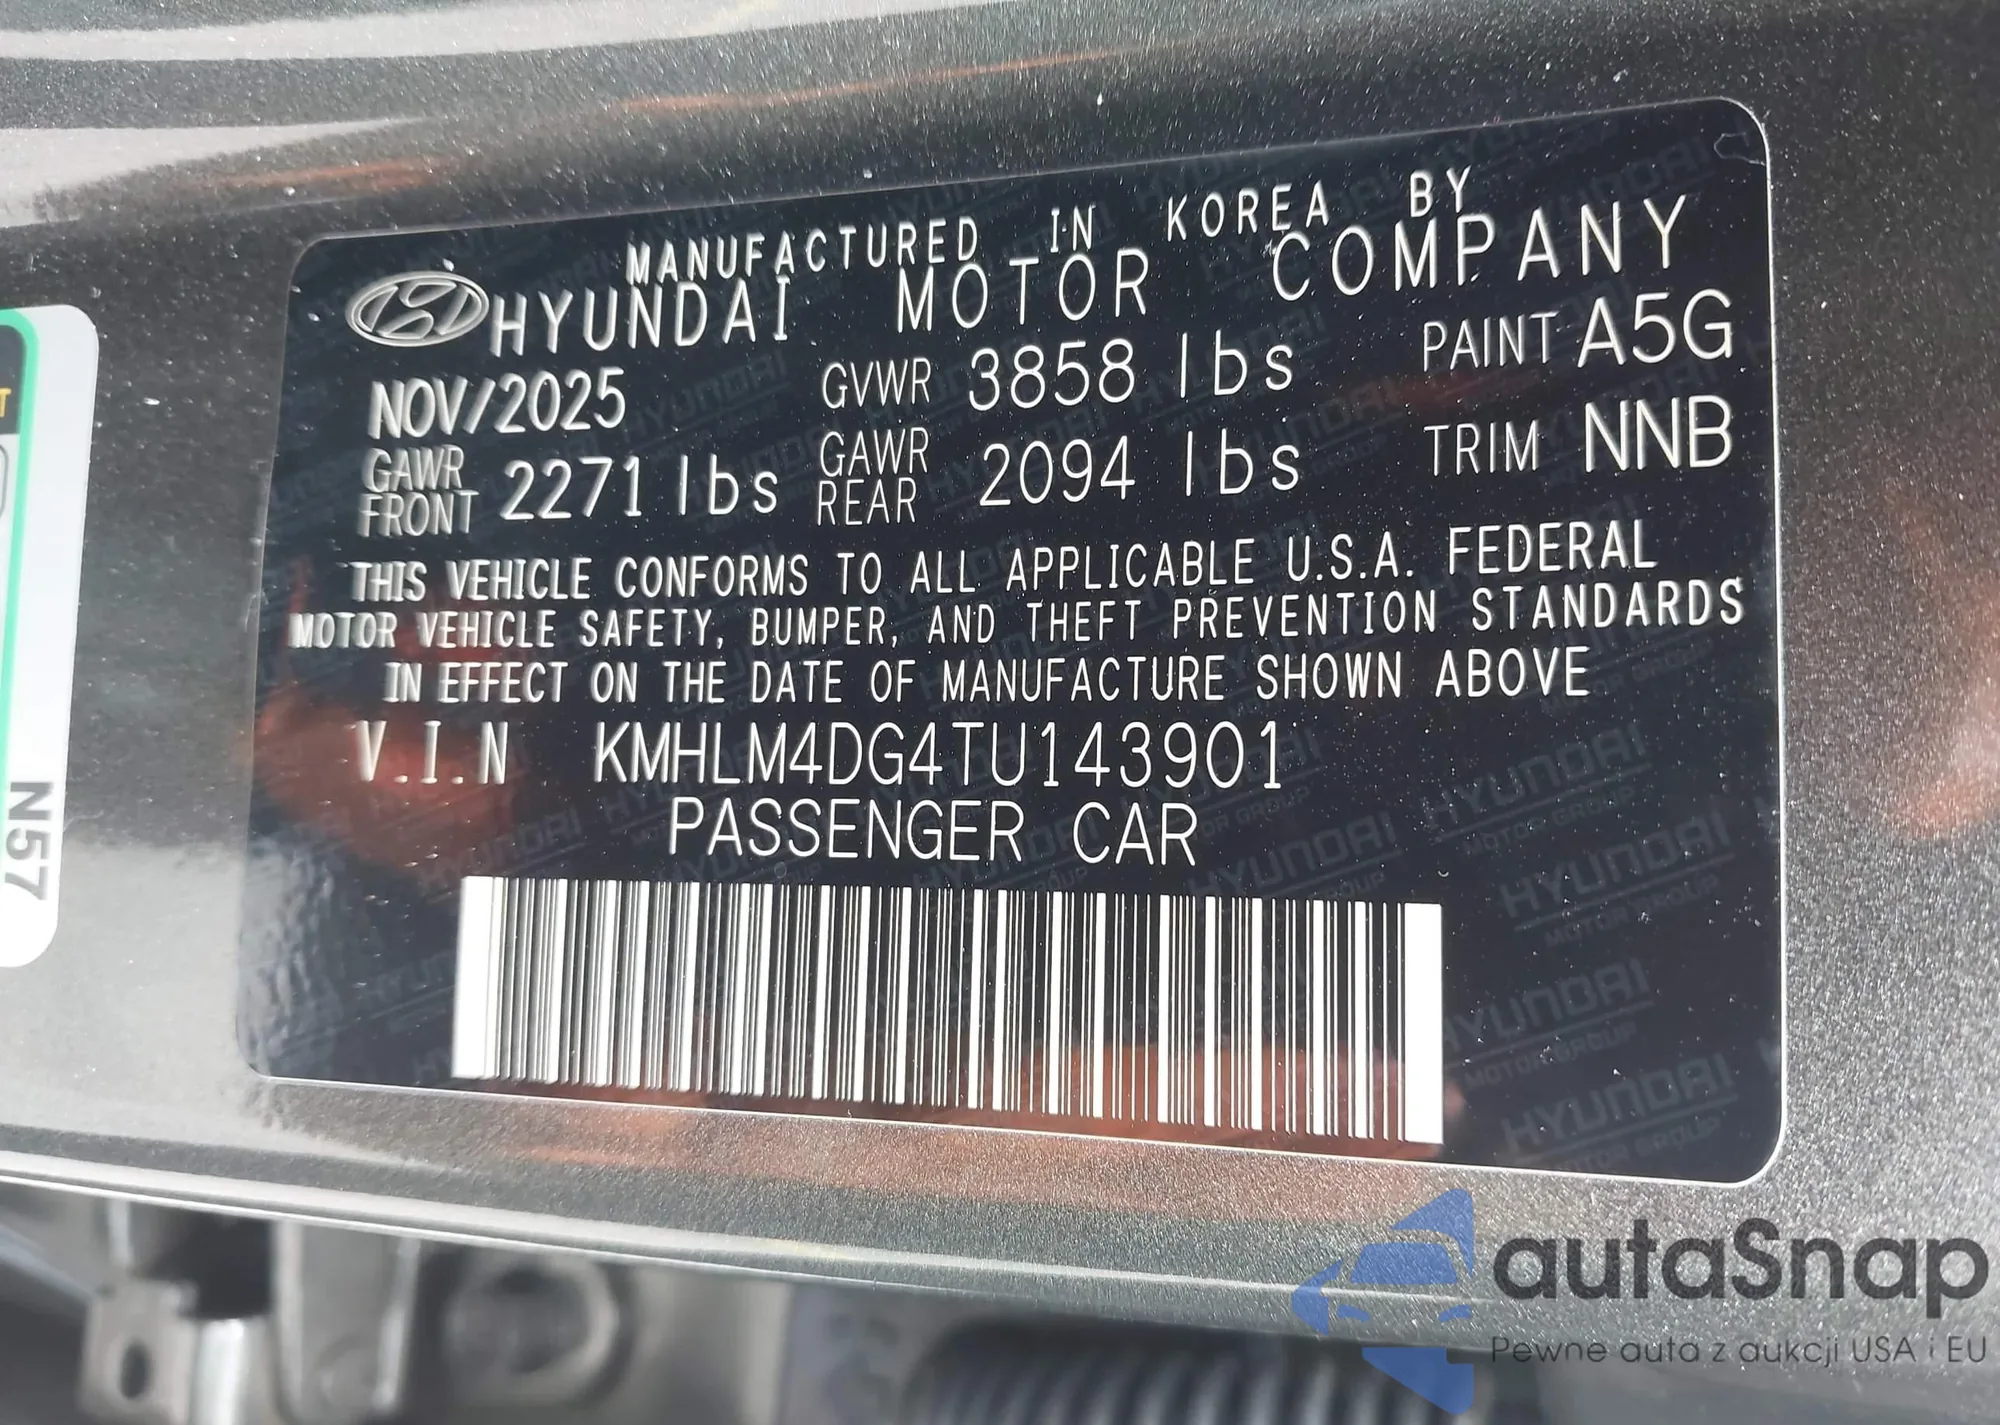 MANUFACTURED IN KOREA BY
HYUNDAI MOTOR COMPANY
NOV/2025 GVWR 3858 lbs PAINT A5G
GAWR FRONT 2271 lbs GAWR REAR 2094 lbs TRIM NNB
THIS VEHICLE CONFORMS TO ALL APPLICABLE U.S.A. FEDERAL
MOTOR VEHICLE SAFETY, BUMPER, AND THEFT PREVENTION STANDARDS
IN EFFECT ON THE DATE OF MANUFACTURE SHOWN ABOVE
V.I.N KMHLM4DG4TU143901
PASSENGER CAR
N57
autaSnap
Pewne auta z aukcji USA i EU